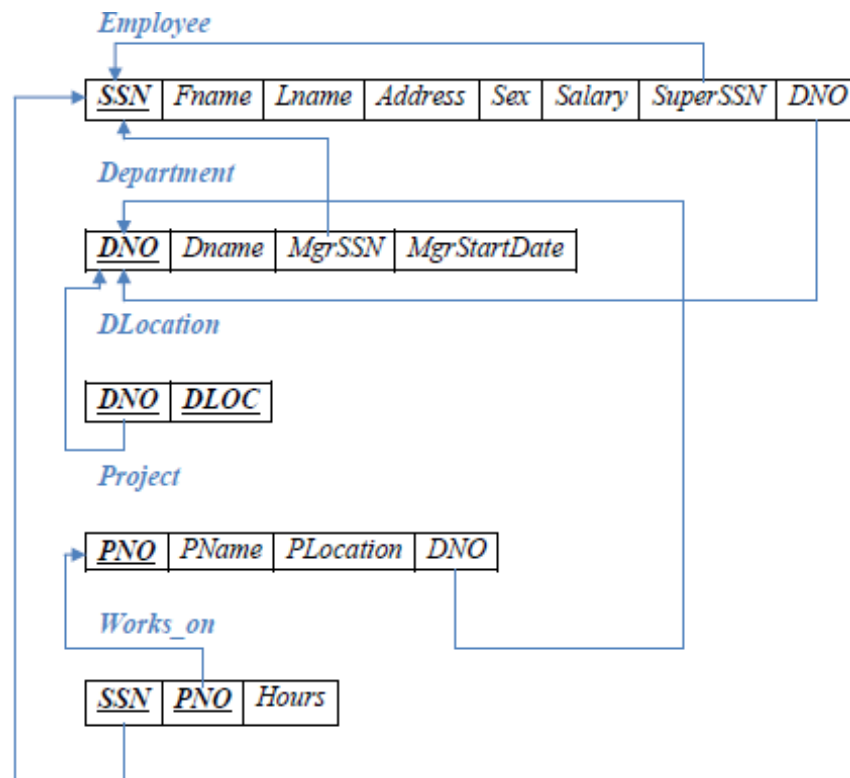 Employee
SSN Fname Lname Address Sex Salary SuperSSN DNO
Department
DNO Dname MgrSSN MgrStartDate
DLocation
DNO DLOC
Project
PNO PName PLocation DNO
Works_on
SSN PNO Hours